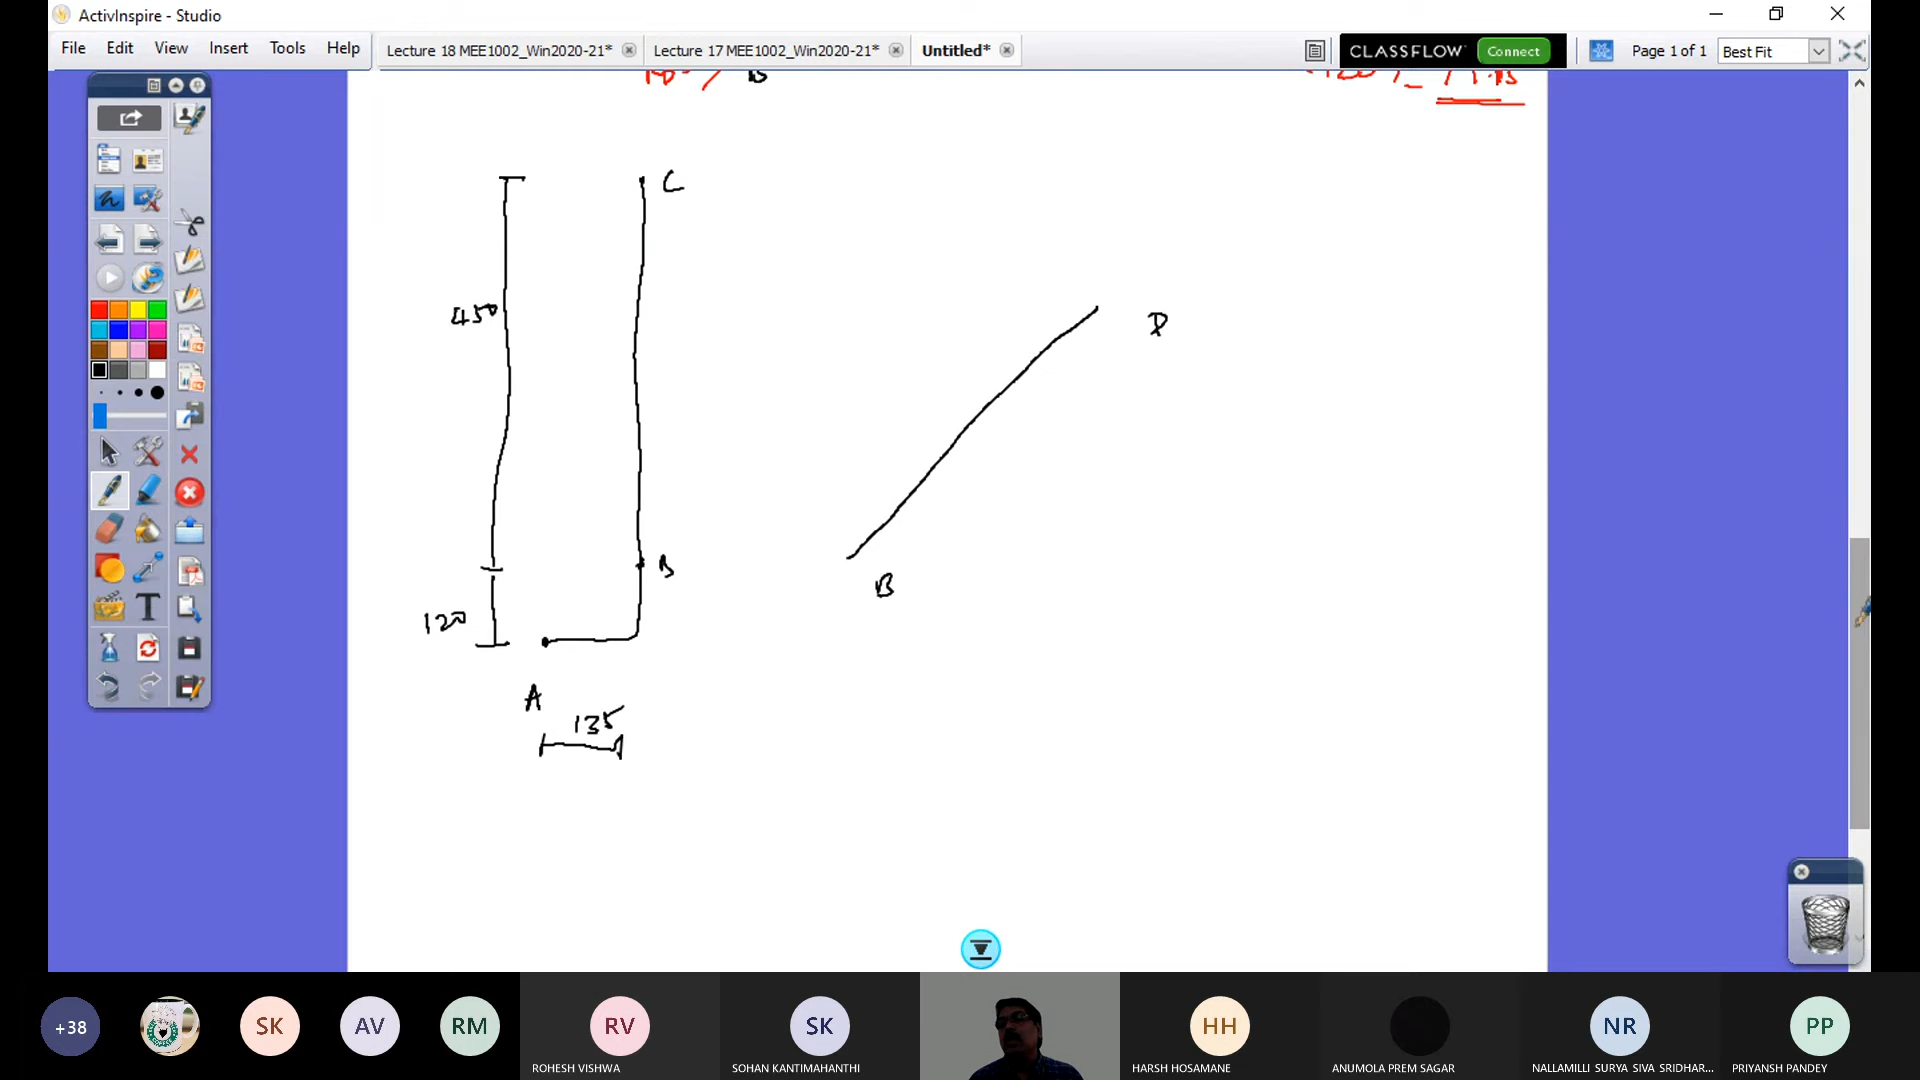 ActivInspire - Studio
File Edit View Insert Tools Help
Lecture 18 MEE1002_Win2020-21*
Lecture 17 MEE1002_Win2020-21*
Untitled*
CLASSFLOW
Connect
Page 1 of 1
Best Fit
B
C
450
D
B
B
120
A
135
+38
SK
AV
RM
RV
SK
HH
NR
PP
ROHESH VISHWA
SOHAN KANTIMAHANTHI
HARSH HOSAMANE
ANUMOLA PREM SAGAR
NALLAMILLI SURYA SIVA SRIDHAR...
PRIYANSH PANDEY